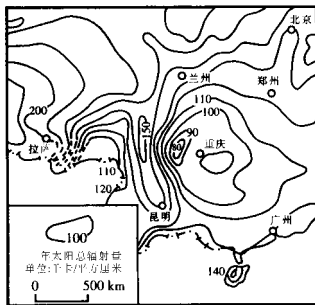 北京
兰州
郑州
200
110
100
150
90
80
重庆
拉萨
110
120
昆明
广州
140
100
年太阳总辐射量
单位:千卡/平方厘米
0 500 km